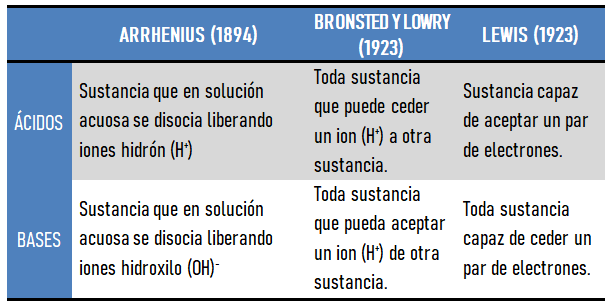 ARRHENIUS (1894)
BRONSTED Y LOWRY
(1923)
LEWIS (1923)
ÁCIDOS
Sustancia que en solución
acuosa se disocia liberando
iones hidrón (H⁺)
Toda sustancia
que puede ceder
un ion (H⁺) a otra
sustancia.
Sustancia capaz
de aceptar un par
de electrones.
BASES
Sustancia que en solución
acuosa se disocia liberando
iones hidroxilo (OH)⁻
Toda sustancia
que pueda aceptar
un ion (H⁺) de otra
sustancia.
Toda sustancia
capaz de ceder un
par de electrones.